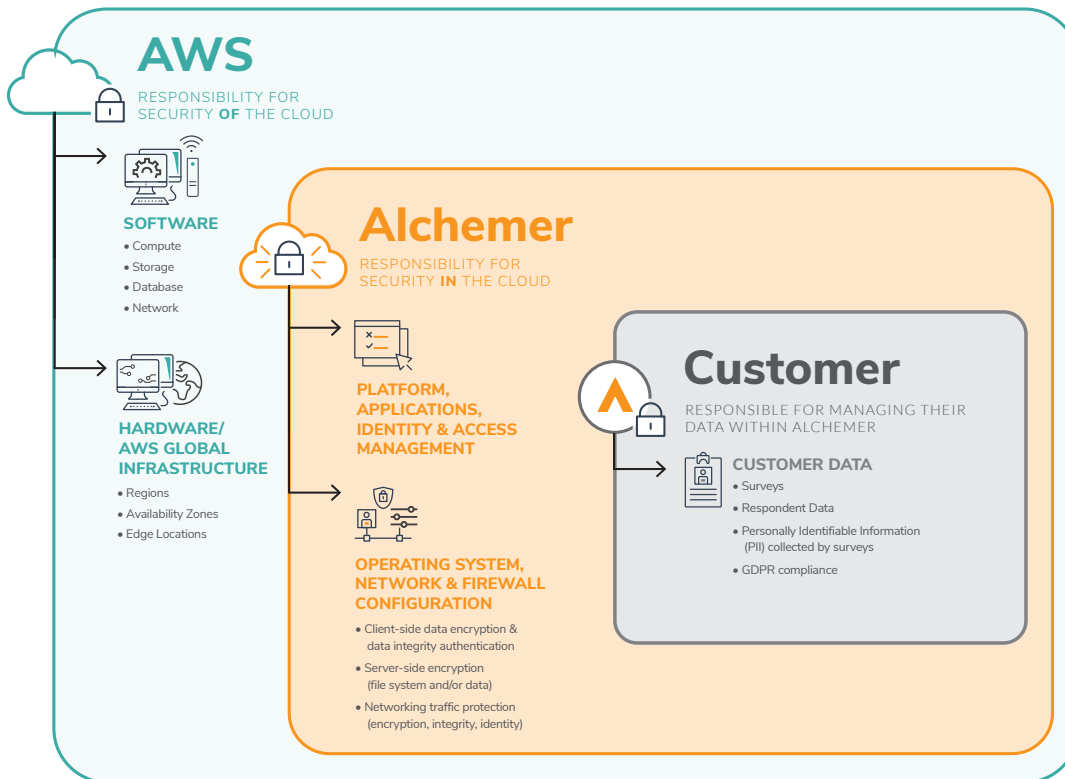 AWS
RESPONSIBILITY FOR
SECURITY OF THE CLOUD
SOFTWARE
• Compute
• Storage
• Database
• Network
HARDWARE/
AWS GLOBAL
INFRASTRUCTURE
• Regions
• Availability Zones
• Edge Locations
Alchemer
RESPONSIBILITY FOR
SECURITY IN THE CLOUD
PLATFORM,
APPLICATIONS,
IDENTITY & ACCESS
MANAGEMENT
OPERATING SYSTEM,
NETWORK & FIREWALL
CONFIGURATION
• Client-side data encryption &
data integrity authentication
• Server-side encryption
(file system and/or data)
• Networking traffic protection
(encryption, integrity, identity)
Customer
RESPONSIBLE FOR MANAGING THEIR
DATA WITHIN ALCHEMER
CUSTOMER DATA
• Surveys
• Respondent Data
• Personally Identifiable Information
(PII) collected by surveys
• GDPR compliance